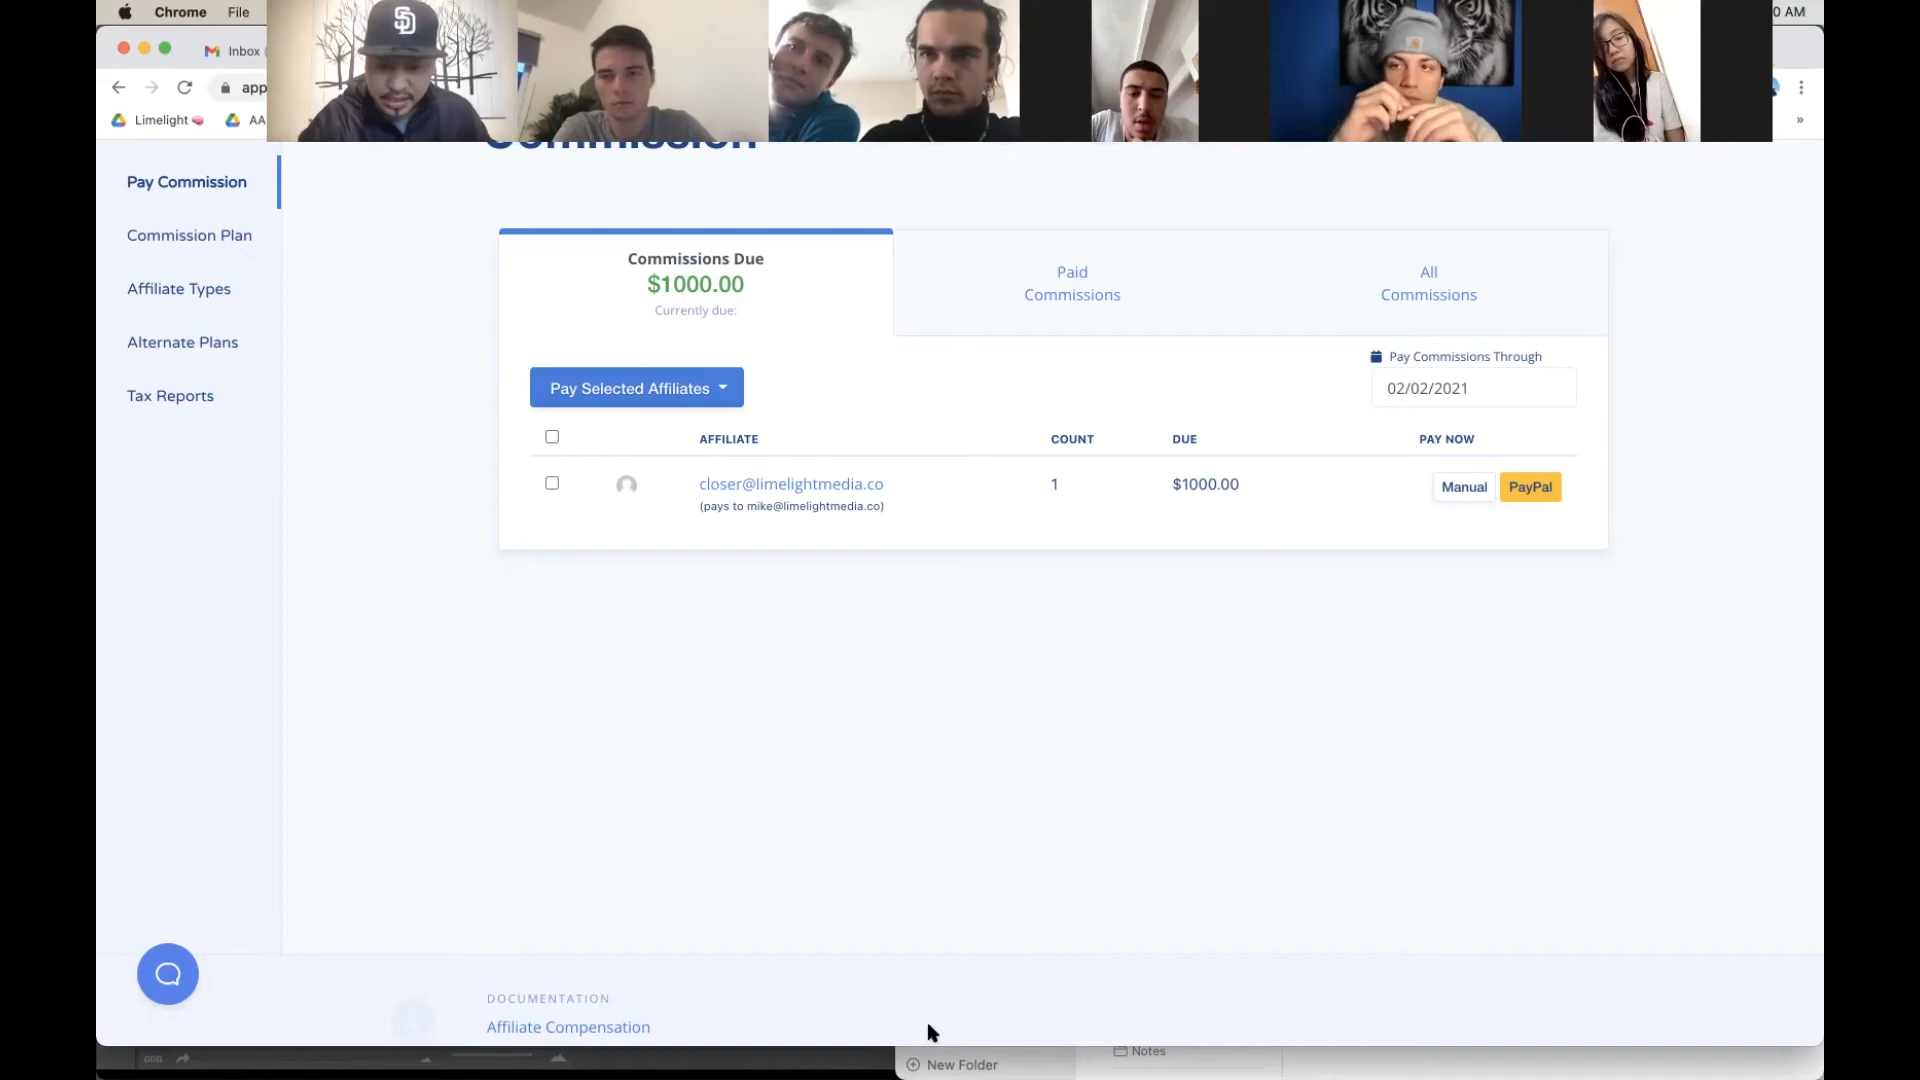 Chrome File
0 AM
SD
Inbox
app
Limelight
AA
»
Commission
Pay Commission
Commission Plan
Affiliate Types
Alternate Plans
Tax Reports
Commissions Due
$1000.00
Currently due:
Paid
Commissions
All
Commissions
Pay Commissions Through
Pay Selected Affiliates
02/02/2021
AFFILIATE COUNT DUE PAY NOW
closer@limelightmedia.co 1 $1000.00 Manual PayPal
(pays to mike@limelightmedia.co)
DOCUMENTATION
Affiliate Compensation
Notes
New Folder